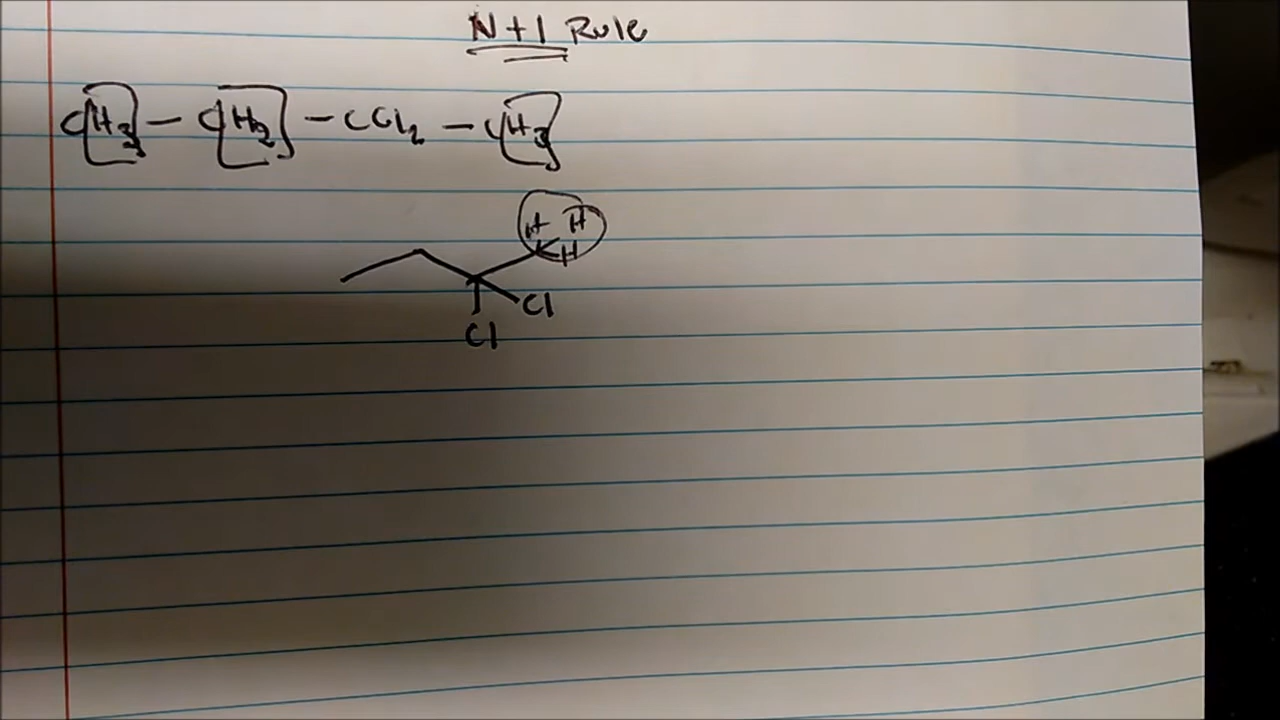 N+1 Rule
CH3 — CH2 — CCl2 — CH3
H H
H
Cl
Cl